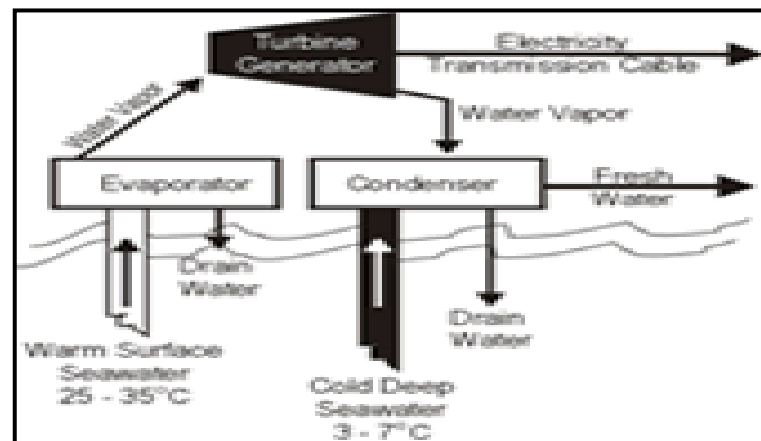 Turbine
Generator
Electricity
Transmission Cable
Water Vapor
Water Vapor
Evaporator
Condenser
Fresh
Water
Drain
Water
Drain
Water
Warm Surface
Seawater
25 - 35°C
Cold Deep
Seawater
3 - 7°C